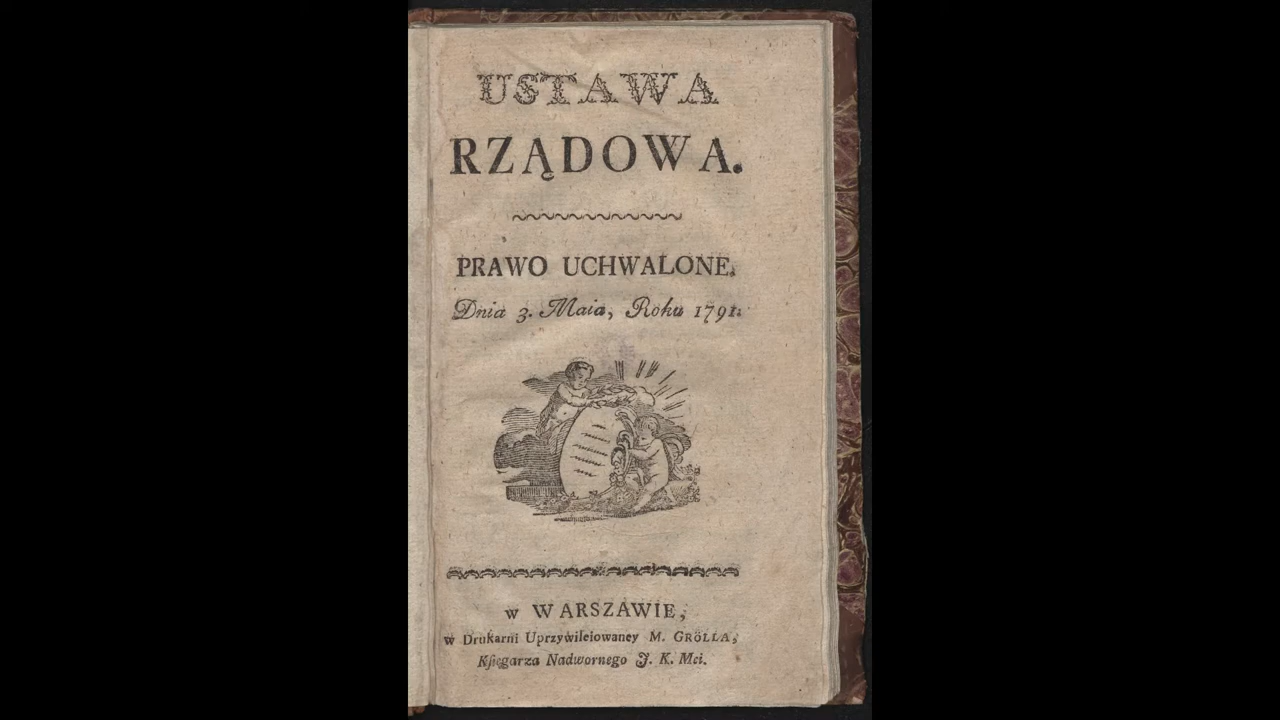 USTAWA
RZĄDOWA.
PRAWO UCHWALONE.
Dnia 3. Maia, Roku 1791.
w WARSZAWIE,
w Drukarni Uprzywileiowaney M. GRÖLLA,
Księgarza Nadwornego J. K. Mci.